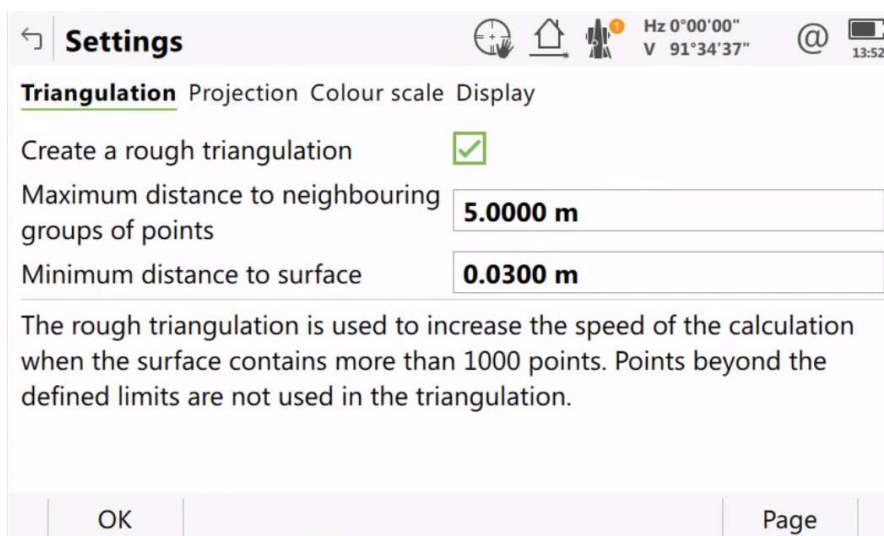 Settings
1
Hz 0°00'00"
V 91°34'37"
@
13:52
Triangulation Projection Colour scale Display
Create a rough triangulation
Maximum distance to neighbouring
groups of points
5.0000 m
Minimum distance to surface
0.0300 m
The rough triangulation is used to increase the speed of the calculation
when the surface contains more than 1000 points. Points beyond the
defined limits are not used in the triangulation.
OK
Page